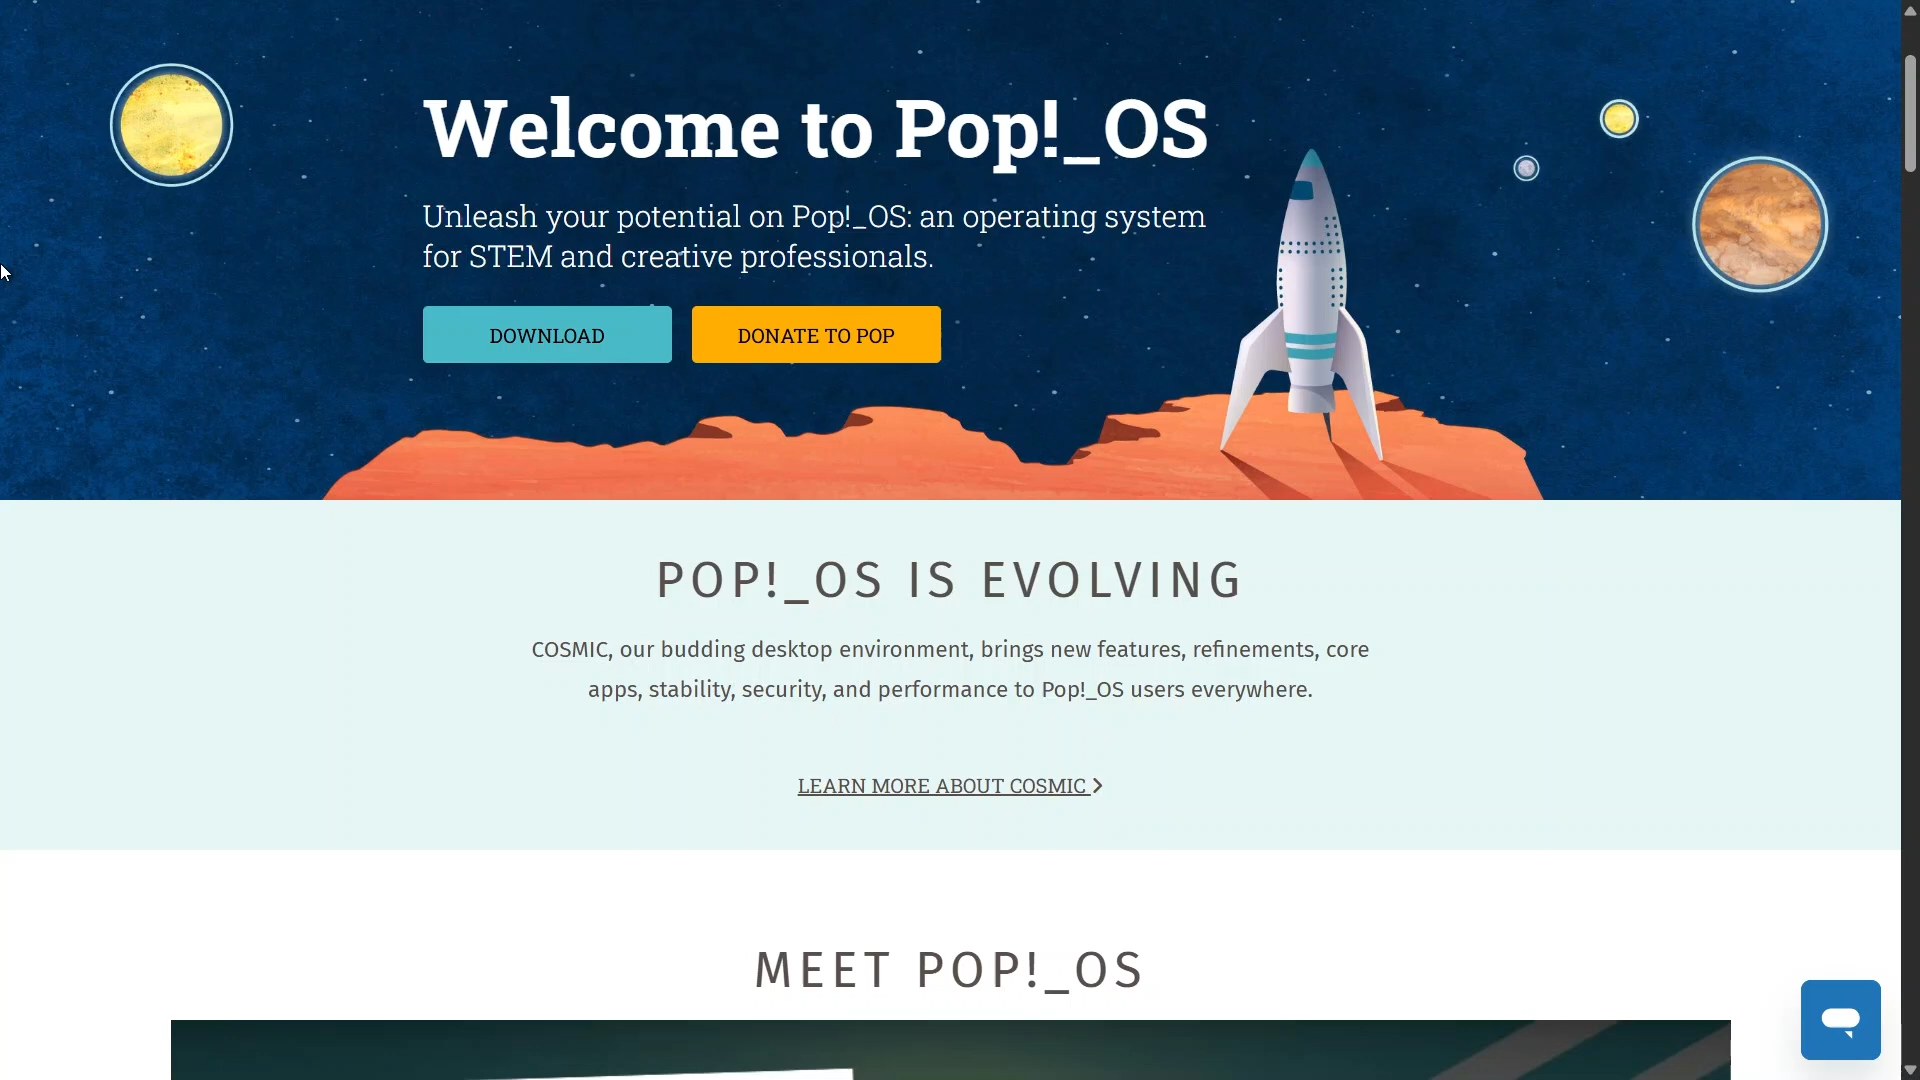 Welcome to Pop!_OS
Unleash your potential on Pop!_OS: an operating system
for STEM and creative professionals.
DOWNLOAD
DONATE TO POP
POP!_OS IS EVOLVING
COSMIC, our budding desktop environment, brings new features, refinements, core
apps, stability, security, and performance to Pop!_OS users everywhere.
LEARN MORE ABOUT COSMIC
MEET POP!_OS